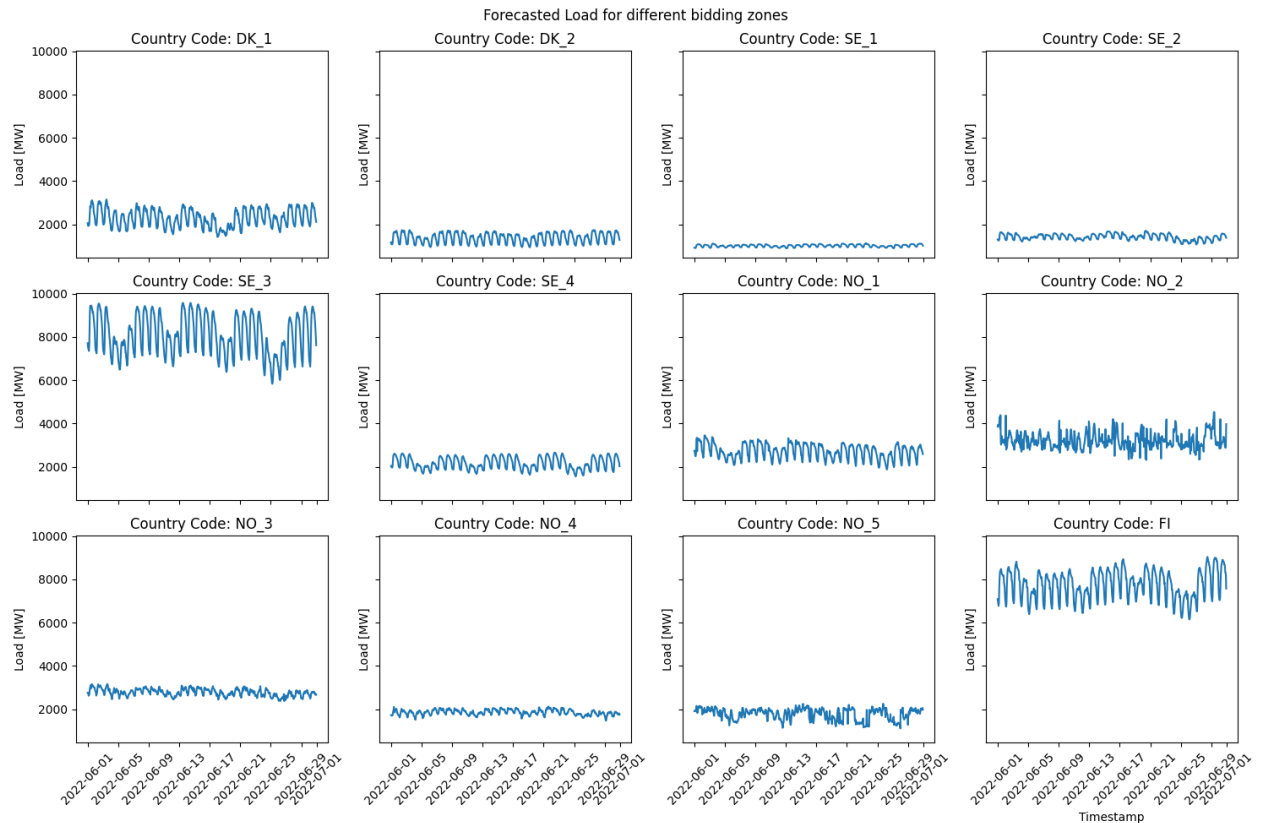 Forecasted Load for different bidding zones
Country Code: DK_1
Country Code: DK_2
Country Code: SE_1
Country Code: SE_2
10000
8000
6000
4000
2000
Load [MW]
Load [MW]
Load [MW]
Load [MW]
Country Code: SE_3
Country Code: SE_4
Country Code: NO_1
Country Code: NO_2
10000
8000
6000
4000
2000
Load [MW]
Load [MW]
Load [MW]
Load [MW]
Country Code: NO_3
Country Code: NO_4
Country Code: NO_5
Country Code: FI
10000
8000
6000
4000
2000
Load [MW]
Load [MW]
Load [MW]
Load [MW]
2022-06-01
2022-06-05
2022-06-09
2022-06-13
2022-06-17
2022-06-21
2022-06-25
2022-06-29
2022-07-01
2022-06-01
2022-06-05
2022-06-09
2022-06-13
2022-06-17
2022-06-21
2022-06-25
2022-06-29
2022-07-01
2022-06-01
2022-06-05
2022-06-09
2022-06-13
2022-06-17
2022-06-21
2022-06-25
2022-06-29
2022-07-01
2022-06-01
2022-06-05
2022-06-09
2022-06-13
2022-06-17
2022-06-21
2022-06-25
2022-06-29
2022-07-01
Timestamp